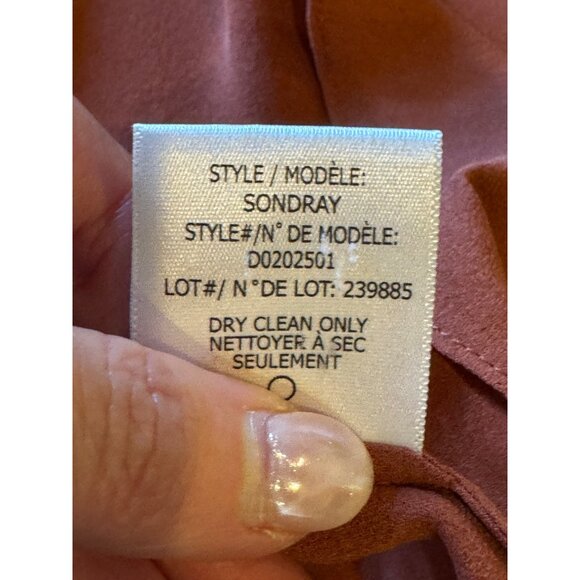 STYLE / MODÈLE:
SONDRAY
STYLE#/N° DE MODÈLE:
D0202501
LOT#/ N°DE LOT: 239885
DRY CLEAN ONLY
NETTOYER À SEC
SEULEMENT